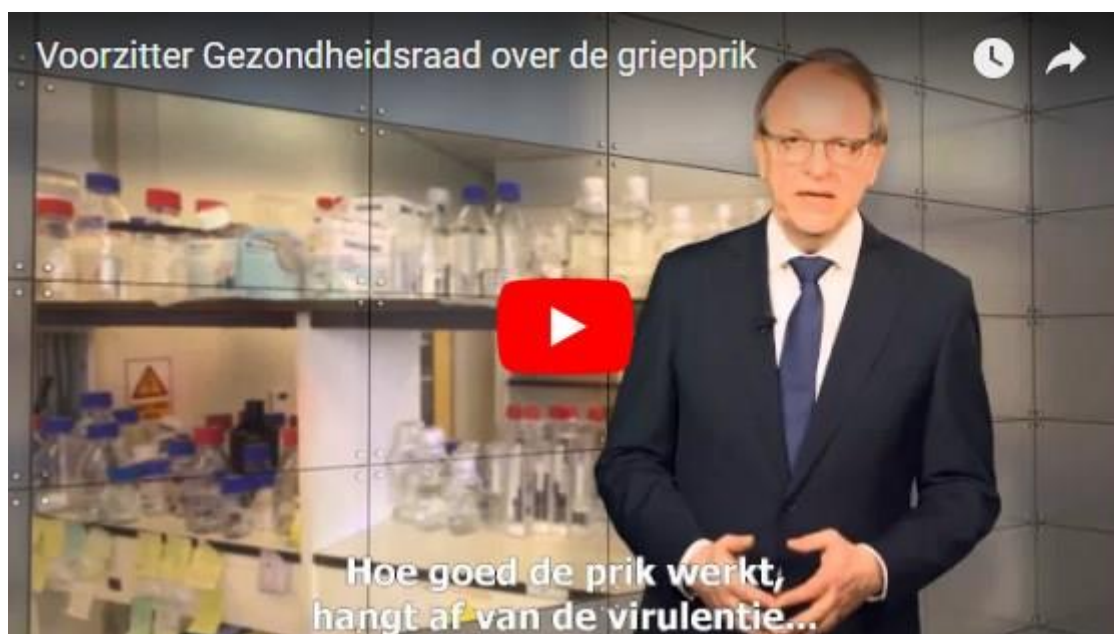 Voorzitter Gezondheidsraad over de griepprik
Hoe goed de prik werkt,
hangt af van de virulentie...